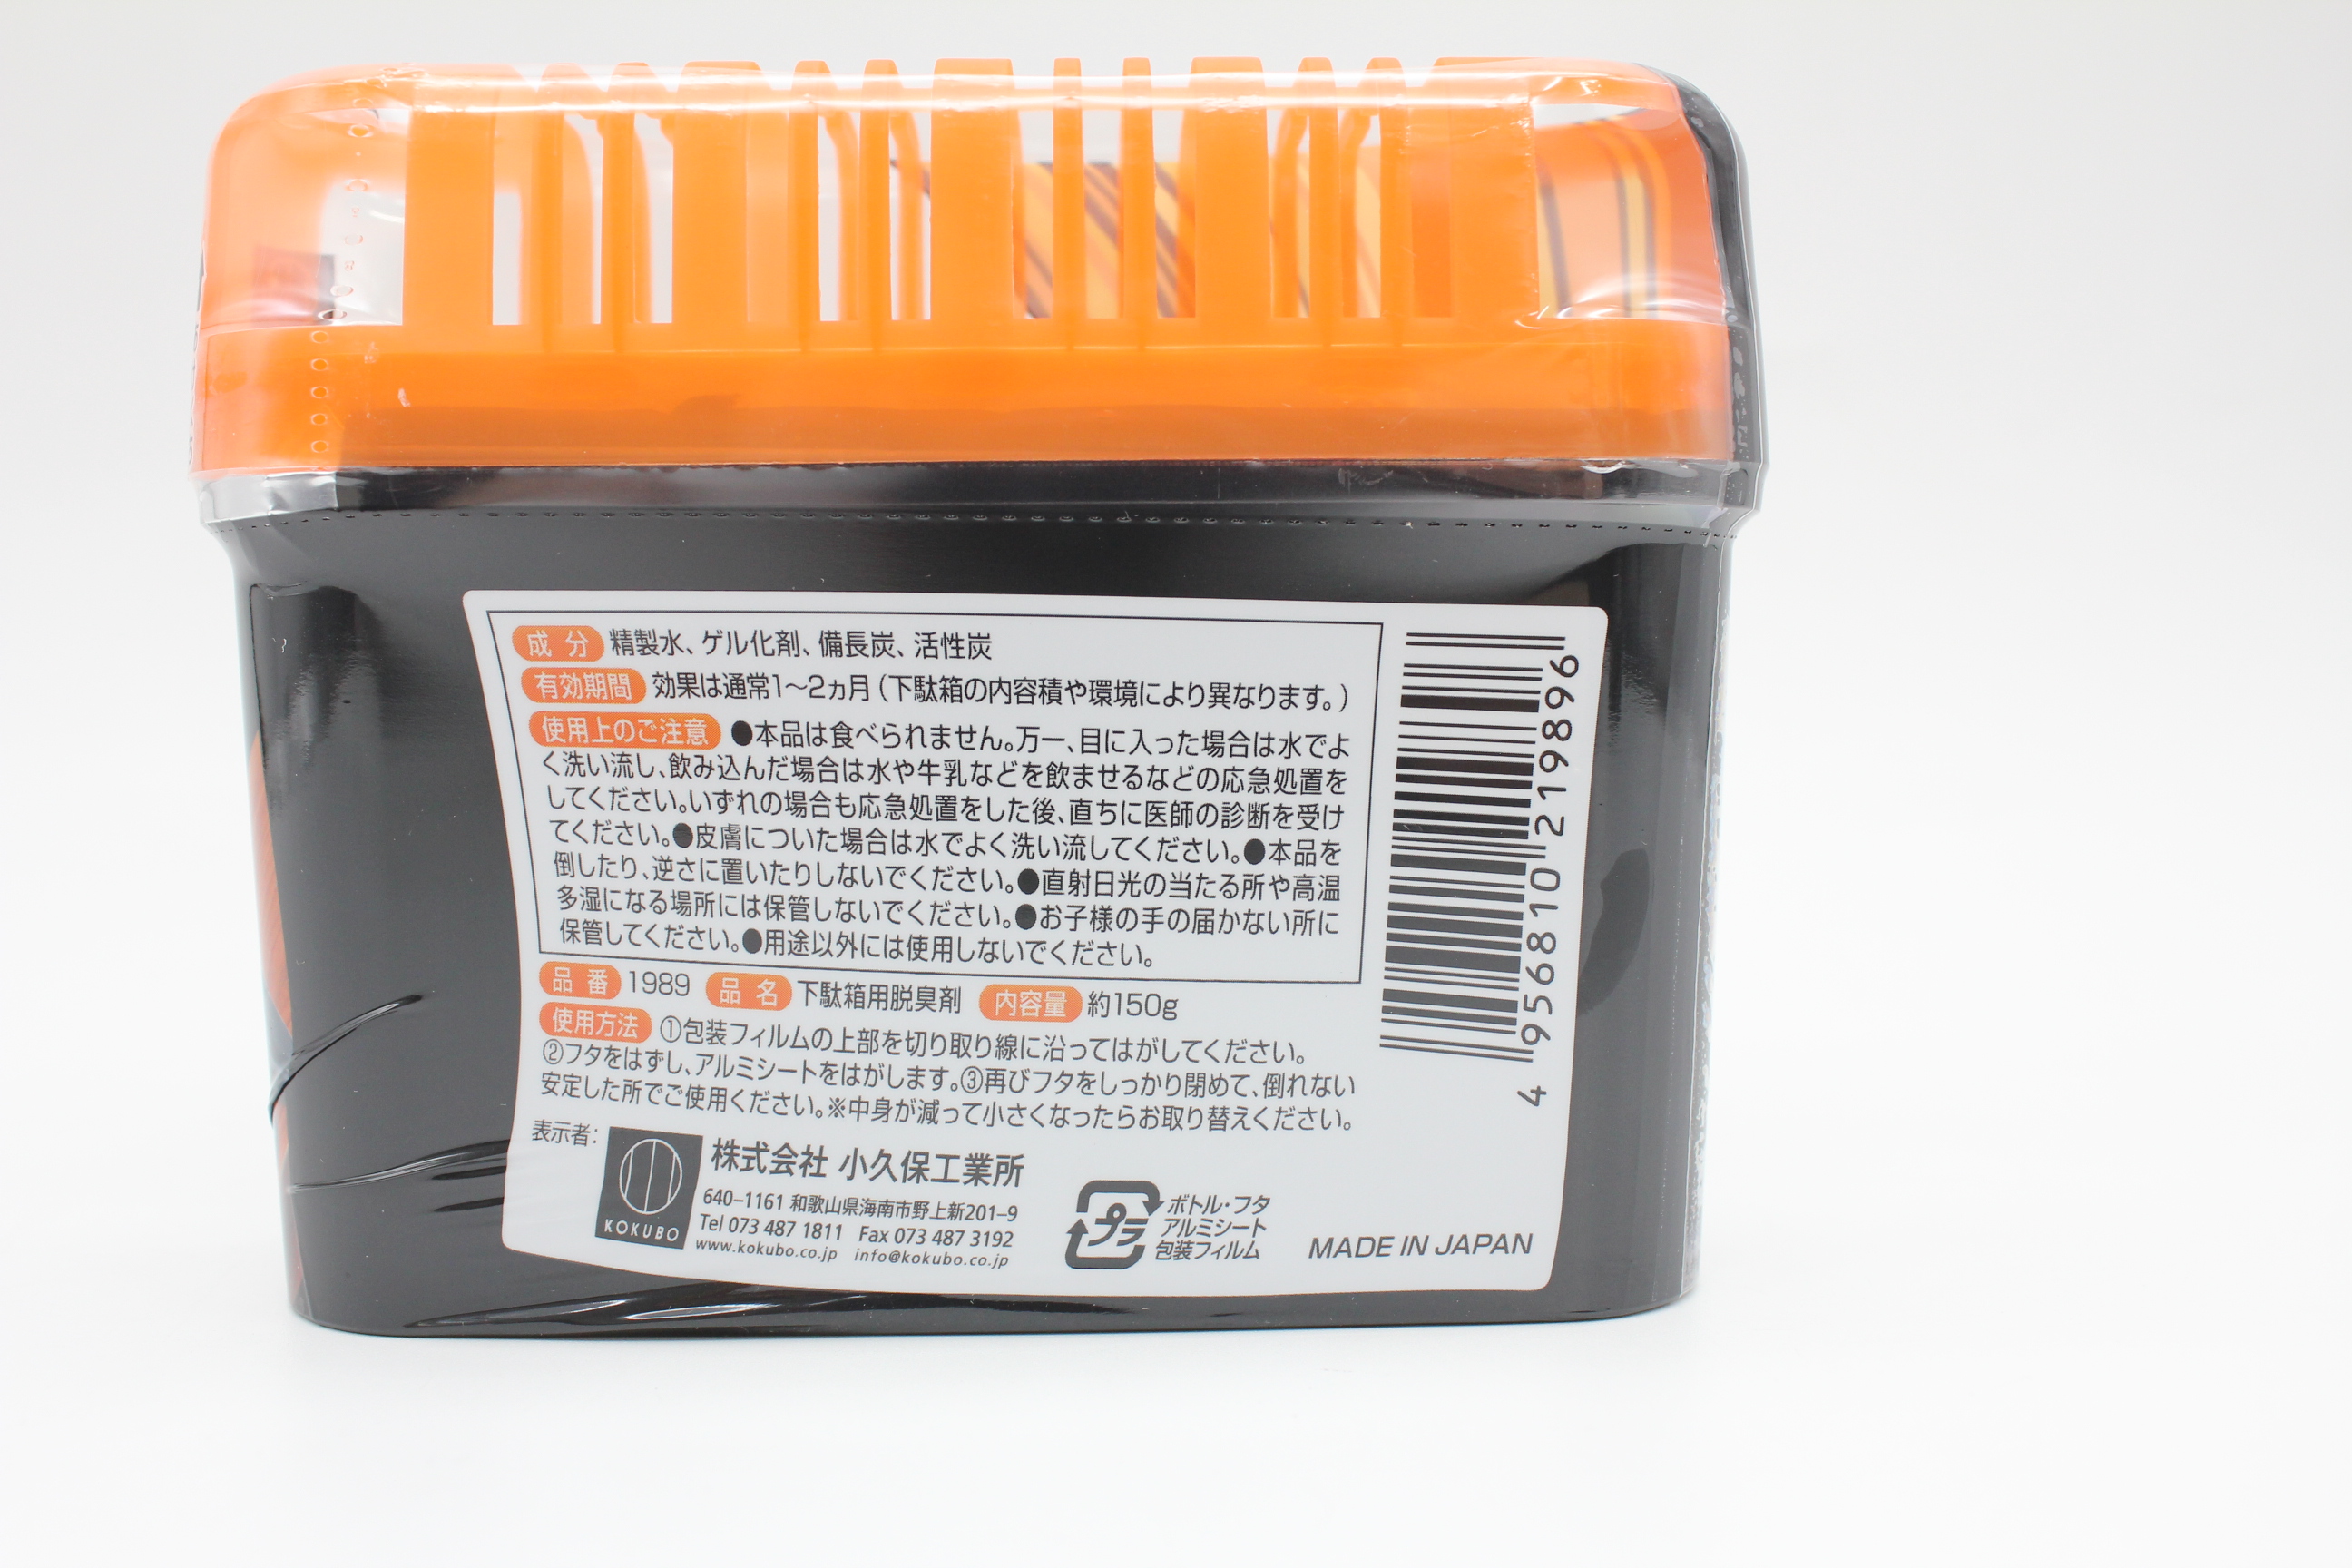 成分 精製水、ゲル化剤、備長炭、活性炭
有効期間 効果は通常1〜2ヵ月(下駄箱の内容積や環境により異なります。)
使用上のご注意 ●本品は食べられません。万一、目に入った場合は水でよ
く洗い流し、飲み込んだ場合は水や牛乳などを飲ませるなどの応急処置を
してください。いずれの場合も応急処置をした後、直ちに医師の診断を受け
てください。●皮膚についた場合は水でよく洗い流してください。●本品を
倒したり、逆さに置いたりしないでください。●直射日光の当たる所や高温
多湿になる場所には保管しないでください。●お子様の手の届かない所に
保管してください。●用途以外には使用しないでください。
品番 1989 品名 下駄箱用脱臭剤 内容量 約150g
使用方法 ①包装フィルムの上部を切り取り線に沿ってはがしてください。
②フタをはずし、アルミシートをはがします。③再びフタをしっかり閉めて、倒れない
安定した所でご使用ください。※中身が減って小さくなったらお取り替えください。
表示者:
KOKUBO
株式会社 小久保工業所
640-1161 和歌山県海南市野上新201-9
Tel 073 487 1811 Fax 073 487 3192
www.kokubo.co.jp info@kokubo.co.jp
プラ
ボトル・フタ
アルミシート
包装フィルム
MADE IN JAPAN
4 956810 219896